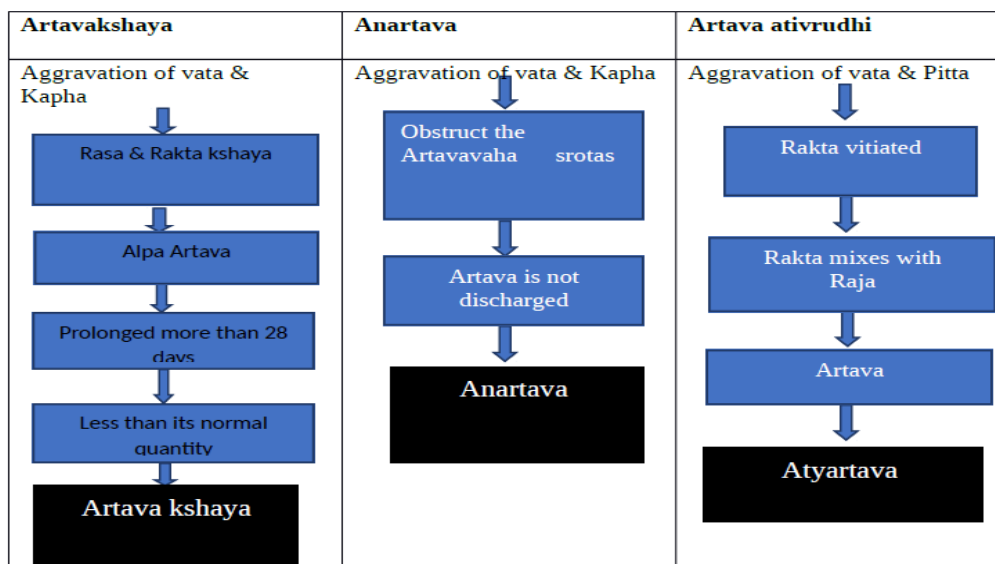 Artavakshaya
Aggravation of vata &
Kapha
Rasa & Rakta kshaya
Alpa Artava
Prolonged more than 28
days
Less than its normal
quantity
Artava kshaya
Anartava
Aggravation of vata & Kapha
Obstruct the
Artavavaha srotas
Artava is not
discharged
Anartava
Artava ativrudhi
Aggravation of vata & Pitta
Rakta vitiated
Rakta mixes with
Raja
Artava
Atyartava